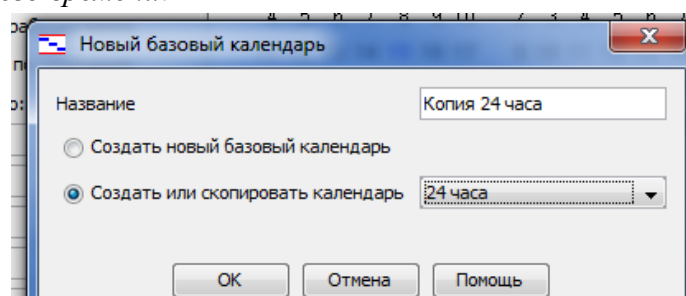 Новый базовый календарь
Название
Копия 24 часа
Создать новый базовый календарь
Создать или скопировать календарь
24 часа
OK
Отмена
Помощь